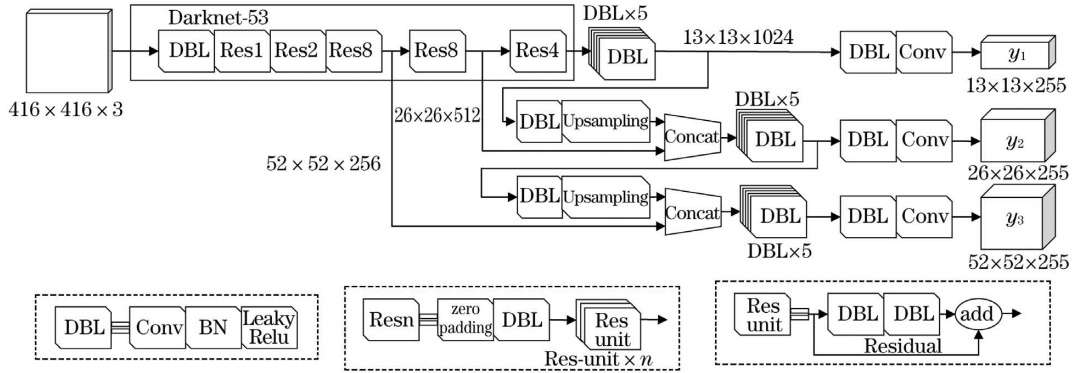 Darknet-53
DBL×5
DBL Res1 Res2 Res8 Res8 Res4 DBL 13×13×1024 DBL Conv y₁
416×416×3
13×13×255
26×26×512
DBL×5
DBL Upsampling Concat DBL DBL Conv y₂
52×52×256
26×26×255
DBL Upsampling Concat DBL DBL Conv y₃
DBL×5
52×52×255
DBL Conv BN Leaky Relu
Resn zero padding DBL Res unit
Res-unit×n
Res unit DBL DBL add
Residual